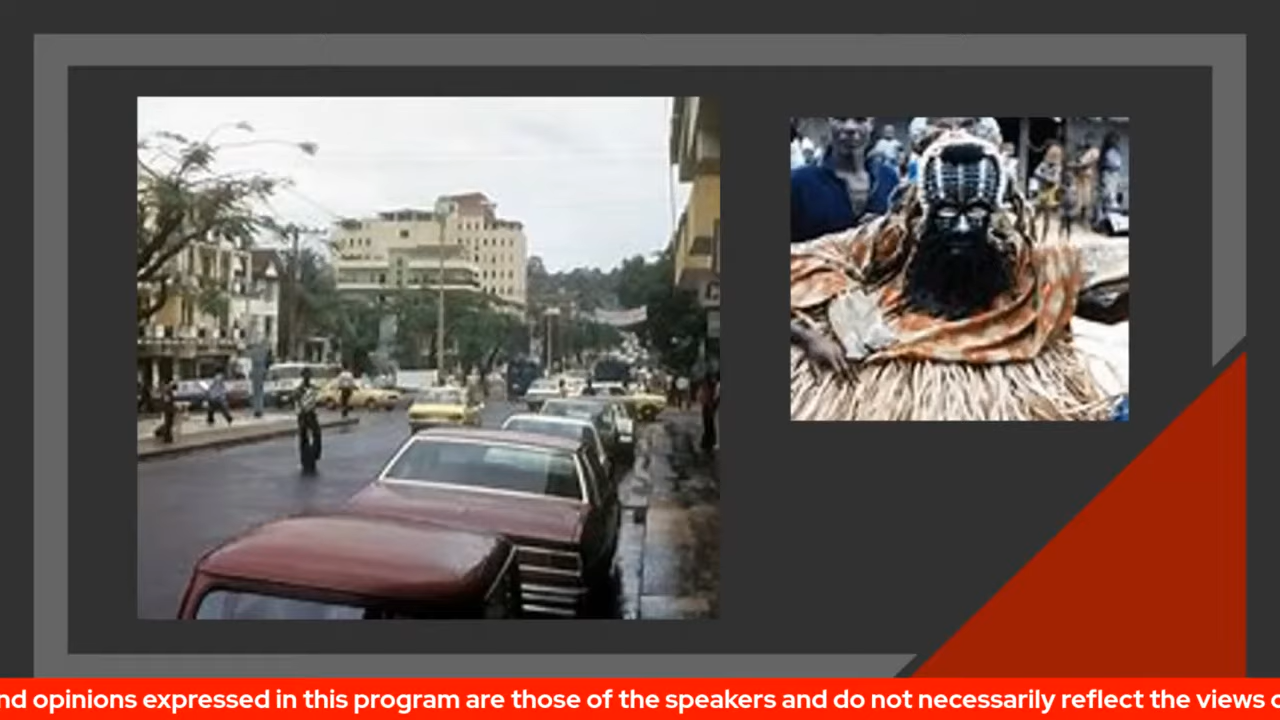 nd opinions expressed in this program are those of the speakers and do not necessarily reflect the views